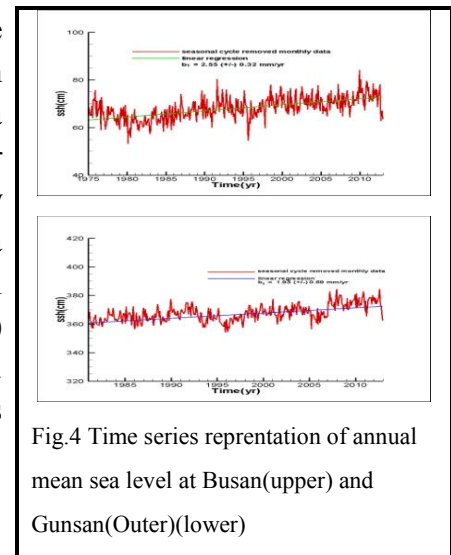 100
seasonal cycle removed monthly data
linear regression
b₁ = 2.55 (+/-) 0.32 mm/yr
80
ssh(cm)
60
40
1975 1980 1985 1990 1995 2000 2005 2010
Time(yr)
420
seasonal cycle removed monthly data
linear regression
(+/-) mm/yr
400
ssh(cm)
380
360
340
320
1985 1990 1995 2000 2005 2010
Time(yr)
Fig.4 Time series reprentation of annual
mean sea level at Busan(upper) and
Gunsan(Outer)(lower)